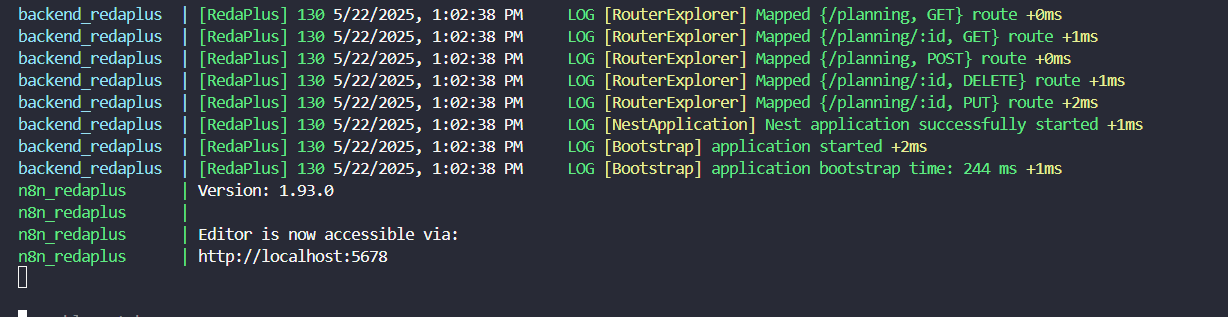 backend_redaplus | [RedaPlus] 130 5/22/2025, 1:02:38 PM LOG [RouterExplorer] Mapped {/planning, GET} route +0ms
backend_redaplus | [RedaPlus] 130 5/22/2025, 1:02:38 PM LOG [RouterExplorer] Mapped {/planning/:id, GET} route +1ms
backend_redaplus | [RedaPlus] 130 5/22/2025, 1:02:38 PM LOG [RouterExplorer] Mapped {/planning, POST} route +0ms
backend_redaplus | [RedaPlus] 130 5/22/2025, 1:02:38 PM LOG [RouterExplorer] Mapped {/planning/:id, DELETE} route +1ms
backend_redaplus | [RedaPlus] 130 5/22/2025, 1:02:38 PM LOG [RouterExplorer] Mapped {/planning/:id, PUT} route +2ms
backend_redaplus | [RedaPlus] 130 5/22/2025, 1:02:38 PM LOG [NestApplication] Nest application successfully started +1ms
backend_redaplus | [RedaPlus] 130 5/22/2025, 1:02:38 PM LOG [Bootstrap] application started +2ms
backend_redaplus | [RedaPlus] 130 5/22/2025, 1:02:38 PM LOG [Bootstrap] application bootstrap time: 244 ms +1ms
n8n_redaplus | Version: 1.93.0
n8n_redaplus |
n8n_redaplus | Editor is now accessible via:
n8n_redaplus | http://localhost:5678